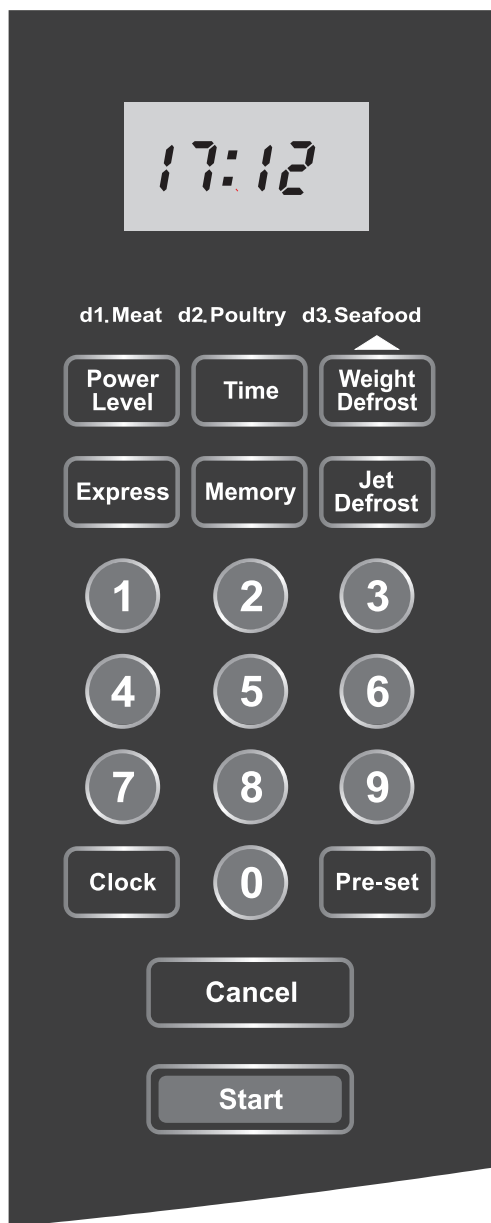 17:12
d1.Meat d2.Poultry d3.Seafood
Power Level
Time
Weight Defrost
Express
Memory
Jet Defrost
1 2 3
4 5 6
7 8 9
Clock 0 Pre-set
Cancel
Start